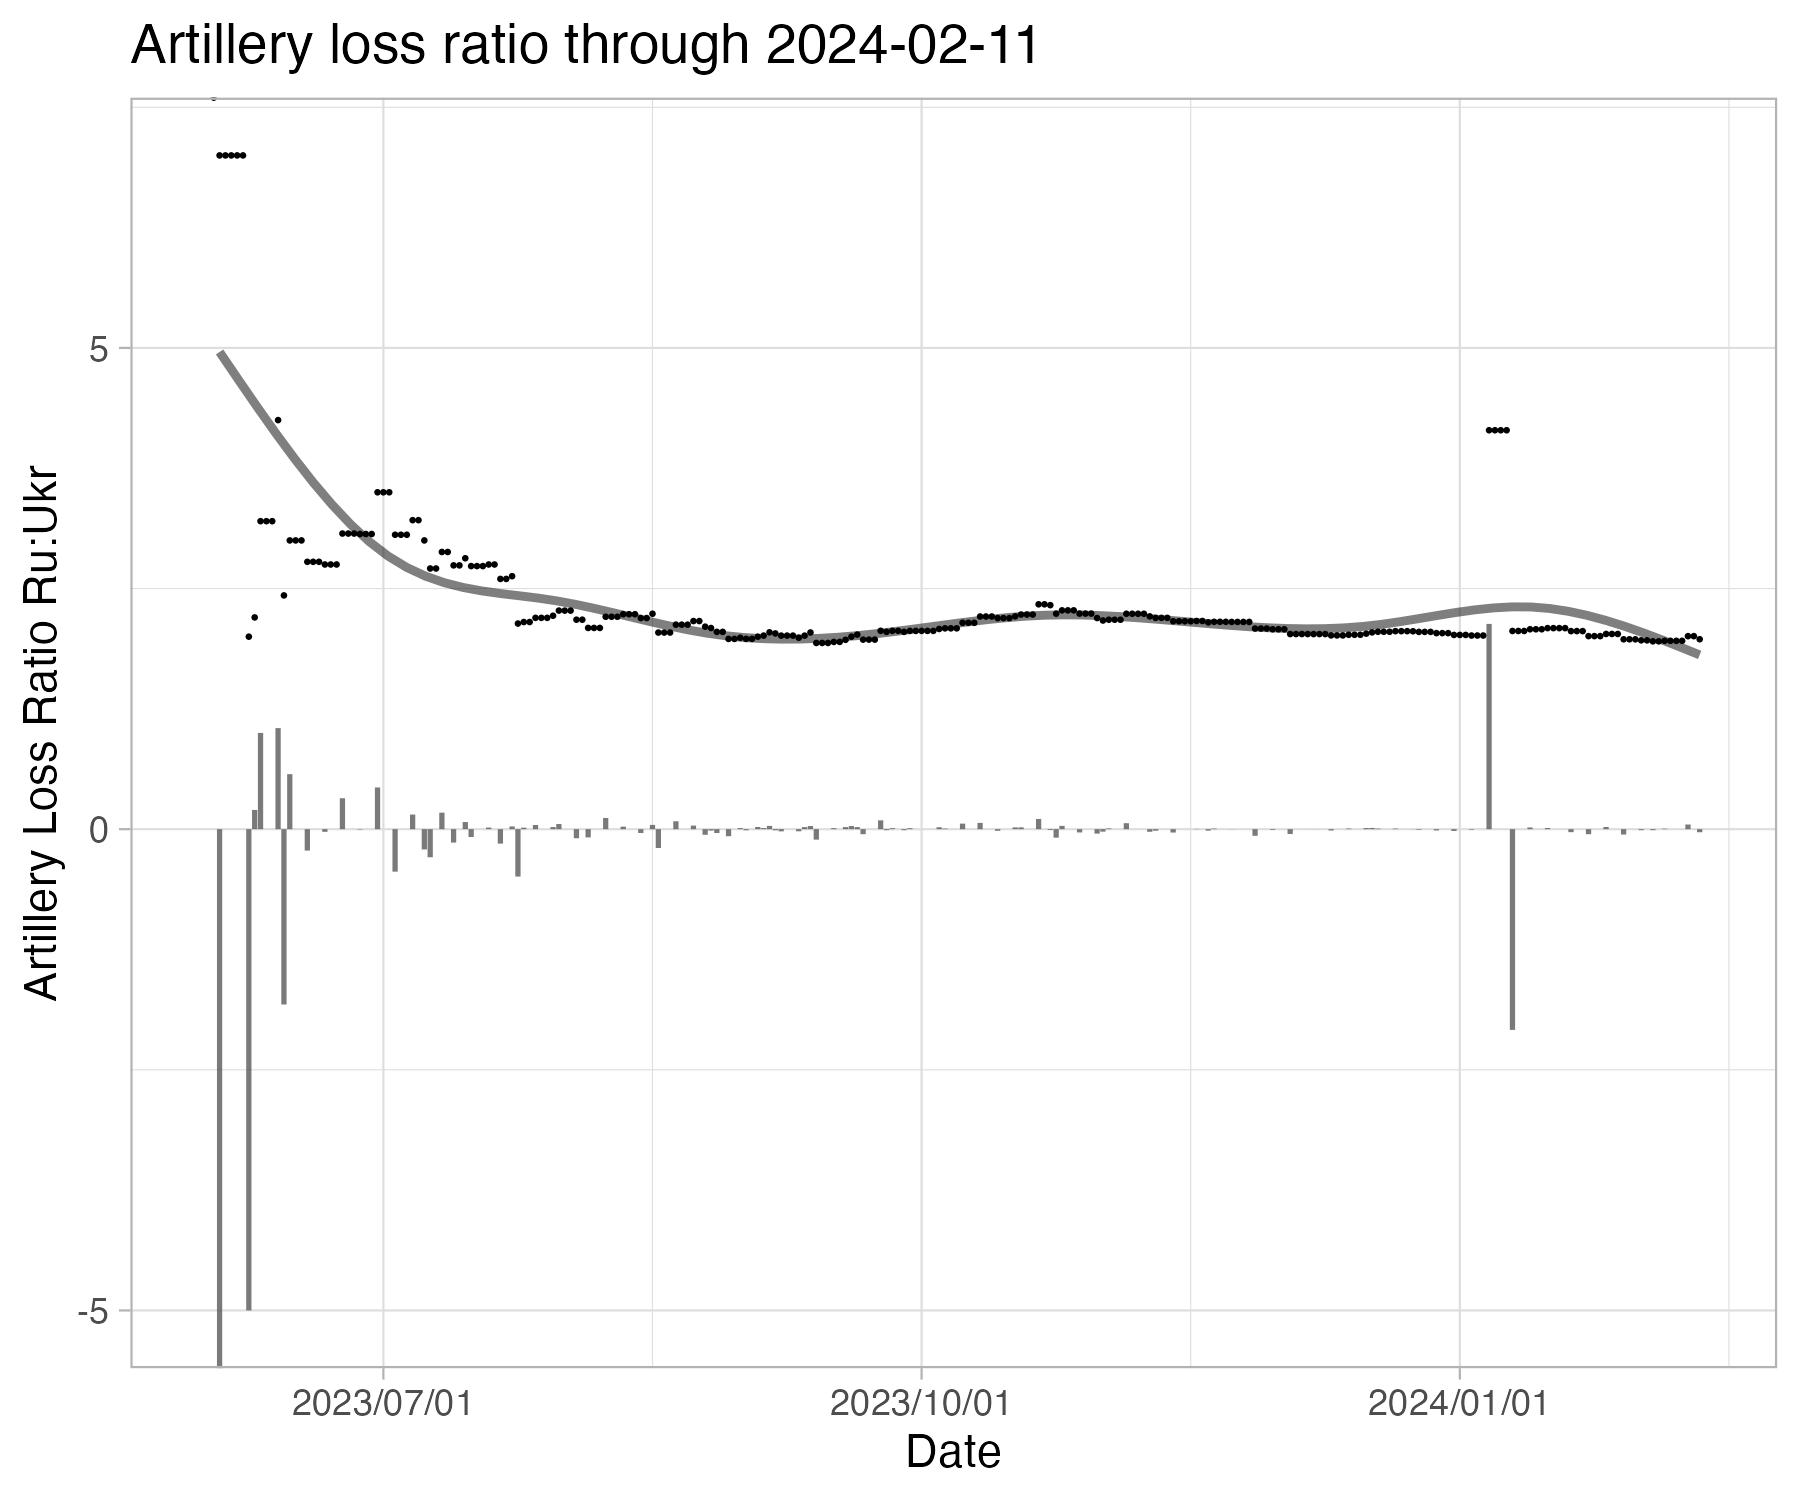 Artillery loss ratio through 2024-02-11
Artillery Loss Ratio Ru:Ukr
5
0
-5
2023/07/01
2023/10/01
2024/01/01
Date